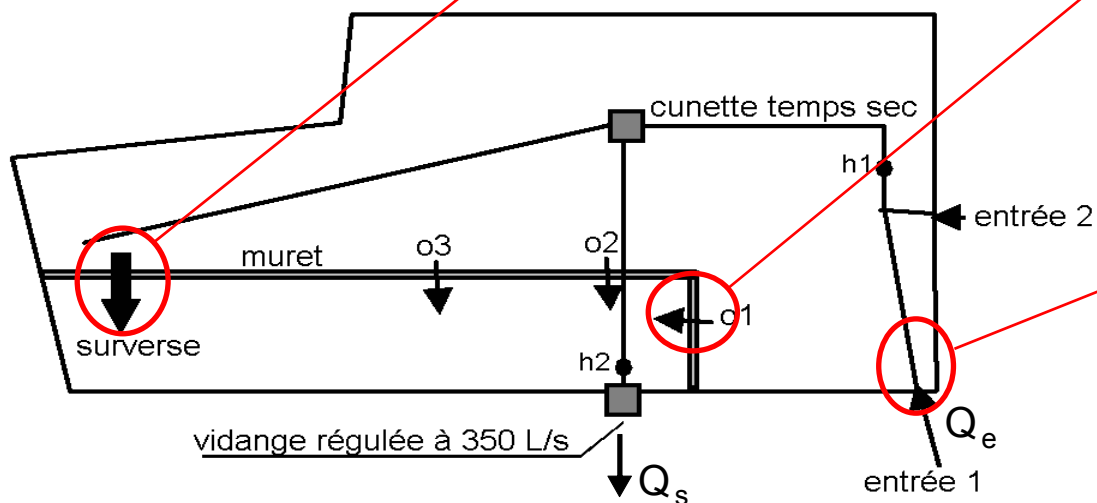 cunette temps sec
h1
entrée 2
o3
o2
muret
o1
surverse
h2
Qe
vidange régulée à 350 L/s
entrée 1
Qs